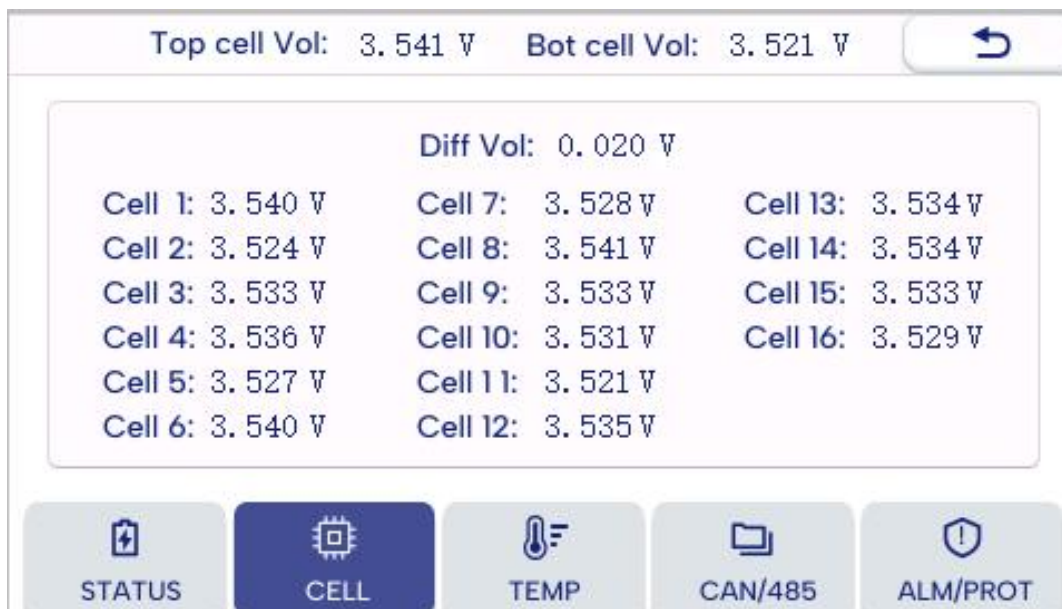 Top cell Vol: 3.541 V Bot cell Vol: 3.521 V
Diff Vol: 0.020 V
Cell 1: 3.540 V Cell 7: 3.528 V Cell 13: 3.534 V
Cell 2: 3.524 V Cell 8: 3.541 V Cell 14: 3.534 V
Cell 3: 3.533 V Cell 9: 3.533 V Cell 15: 3.533 V
Cell 4: 3.536 V Cell 10: 3.531 V Cell 16: 3.529 V
Cell 5: 3.527 V Cell 11: 3.521 V
Cell 6: 3.540 V Cell 12: 3.535 V
STATUS CELL TEMP CAN/485 ALM/PROT